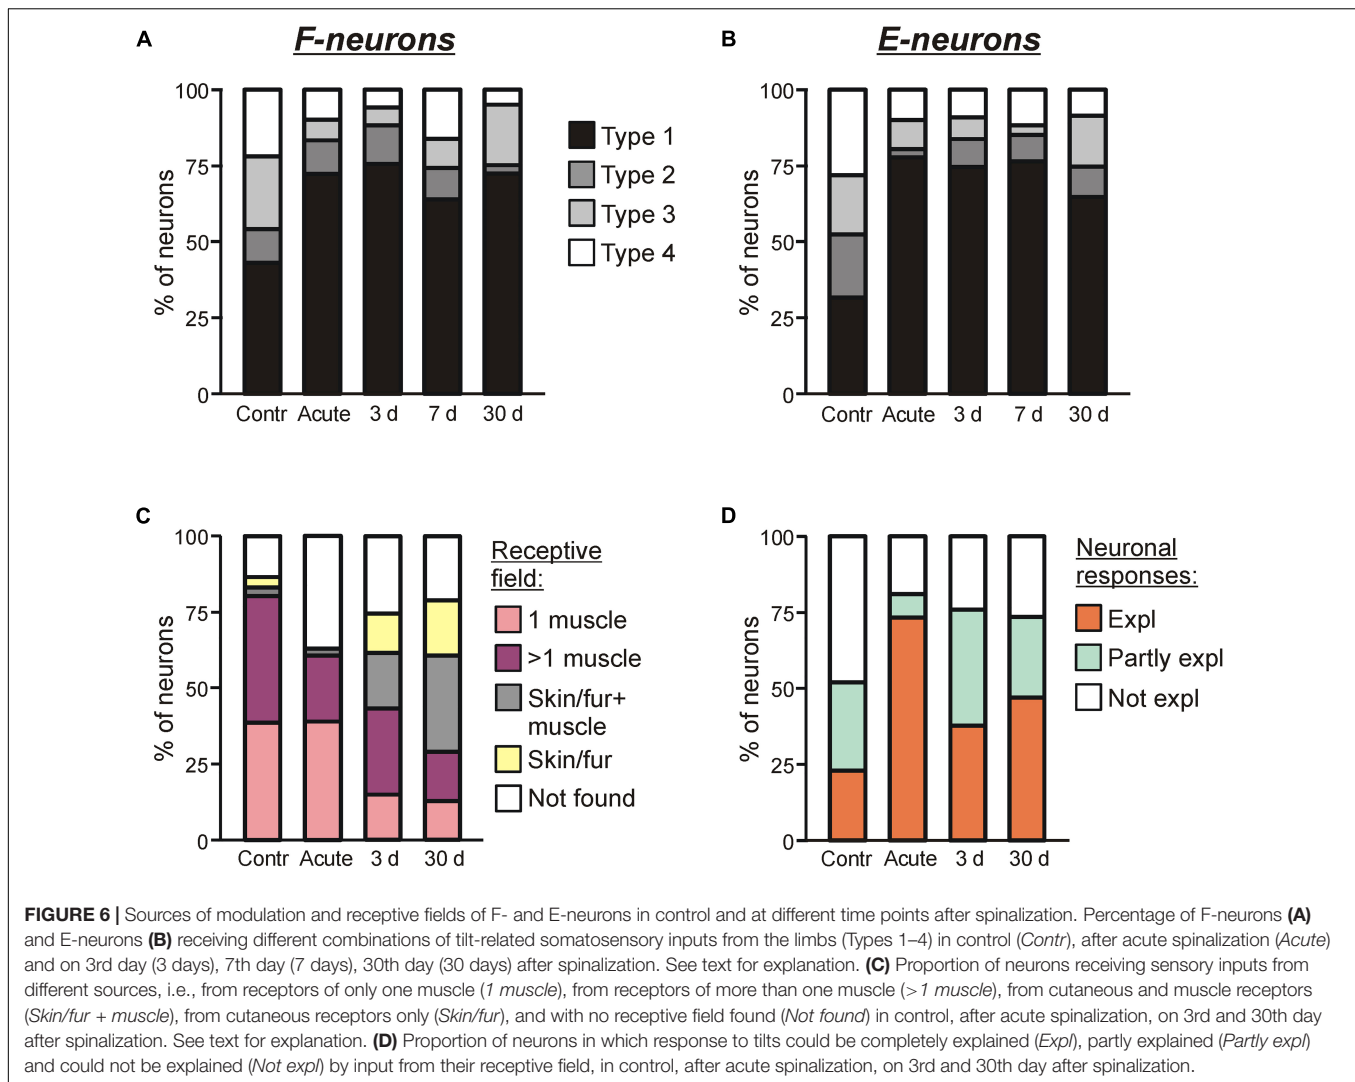 A
F-neurons
B
E-neurons
100
75
50
25
0
% of neurons
Contr Acute 3 d 7 d 30 d
Type 1
Type 2
Type 3
Type 4
100
75
50
25
0
% of neurons
Contr Acute 3 d 7 d 30 d
C
100
75
50
25
0
% of neurons
Contr Acute 3 d 30 d
Receptive
field:
1 muscle
>1 muscle
Skin/fur+
muscle
Skin/fur
Not found
D
100
75
50
25
0
% of neurons
Contr Acute 3 d 30 d
Neuronal
responses:
Expl
Partly expl
Not expl
FIGURE 6 | Sources of modulation and receptive fields of F- and E-neurons in control and at different time points after spinalization. Percentage of F-neurons (A)
and E-neurons (B) receiving different combinations of tilt-related somatosensory inputs from the limbs (Types 1–4) in control (Contr), after acute spinalization (Acute)
and on 3rd day (3 days), 7th day (7 days), 30th day (30 days) after spinalization. See text for explanation. (C) Proportion of neurons receiving sensory inputs from
different sources, i.e., from receptors of only one muscle (1 muscle), from receptors of more than one muscle (>1 muscle), from cutaneous and muscle receptors
(Skin/fur + muscle), from cutaneous receptors only (Skin/fur), and with no receptive field found (Not found) in control, after acute spinalization, on 3rd and 30th day
after spinalization. See text for explanation. (D) Proportion of neurons in which response to tilts could be completely explained (Expl), partly explained (Partly expl)
and could not be explained (Not expl) by input from their receptive field, in control, after acute spinalization, on 3rd and 30th day after spinalization.